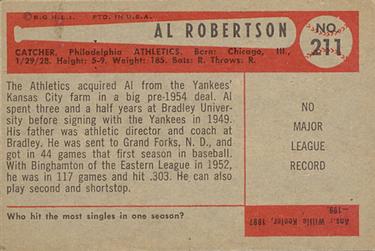 ©B.G.H.L.I. PTD. IN U.S.A.
AL ROBERTSON
NO.
211
CATCHER, Philadelphia ATHLETICS. Born: Chicago, Ill.,
1/29/28. Height: 5-9. Weight: 185. Bats: R. Throws: R.
The Athletics acquired Al from the Yankees'
Kansas City farm in a big pre-1954 deal. Al
spent three and a half years at Bradley Univer-
sity before signing with the Yankees in 1949.
His father was athletic director and coach at
Bradley. He was sent to Grand Forks, N. D., and
got in 44 games that first season in baseball.
With Binghamton of the Eastern League in 1952,
he was in 117 games and hit .303. He can also
play second and shortstop.
NO
MAJOR
LEAGUE
RECORD
Who hit the most singles in one season?
Ans.: Willie Keeler, 1897
—199.